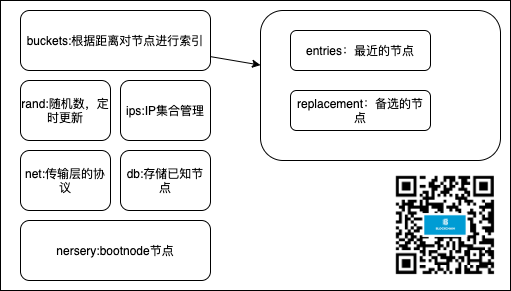 buckets:根据距离对节点进行索引
entries：最近的节点
rand:随机数，定
时更新
ips:IP集合管理
replacement：备选的节
点
net:传输层的协
议
db:存储已知节
点
nersery:bootnode节点